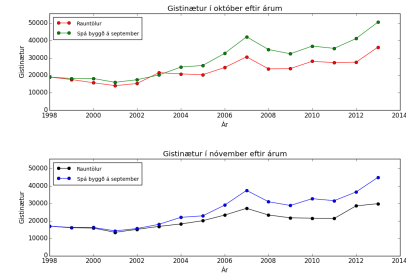 Gistinætur í október eftir árum
Rauntölur
Spá byggð á september
Gistinætur
50000
40000
30000
20000
10000
0
1998 2000 2002 2004 2006 2008 2010 2012 2014
Ár
Gistinætur í nóvember eftir árum
Rauntölur
Spá byggð á september
Gistinætur
50000
40000
30000
20000
10000
0
1998 2000 2002 2004 2006 2008 2010 2012 2014
Ár